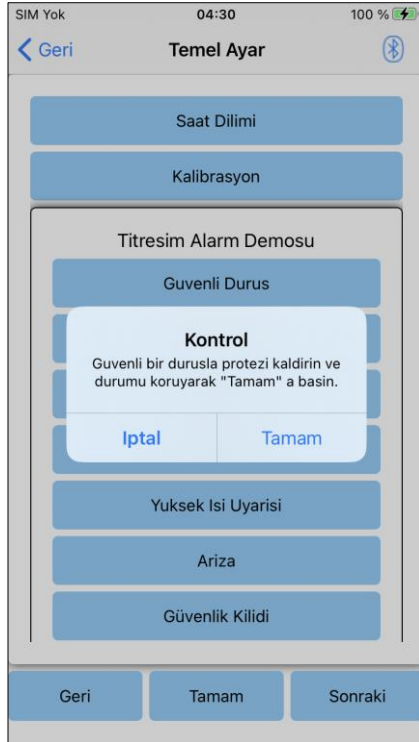 SIM Yok 04:30 100 %
Geri Temel Ayar
Saat Dilimi
Kalibrasyon
Titresim Alarm Demosu
Guvenli Durus
Kontrol
Guvenli bir durusla protezi kaldirin ve
durumu koruyarak "Tamam" a basin.
Iptal Tamam
Yuksek Isi Uyarisi
Ariza
Güvenlik Kilidi
Geri Tamam Sonraki